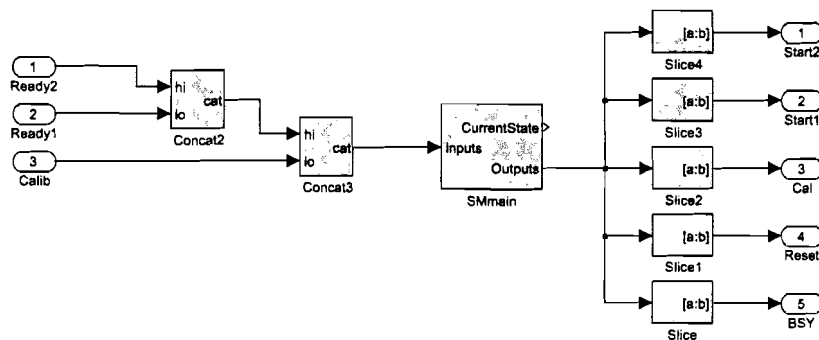 1
Ready2
2
Ready1
3
Calib
hi
lo
cat
Concat2
hi
lo
cat
Concat3
CurrentState
Inputs
Outputs
SMmain
[a:b]
Slice4
1
Start2
[a:b]
Slice3
2
Start1
[a:b]
Slice2
3
Cal
[a:b]
Slice1
4
Reset
[a:b]
Slice
5
BSY